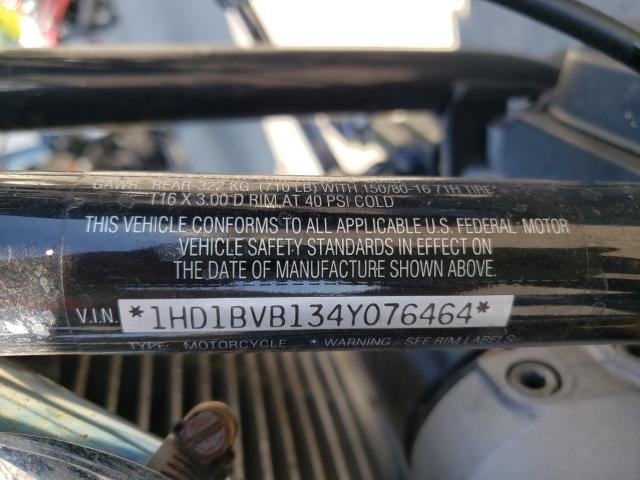 GAWR: REAR-322 KG (710 LB) WITH 150/80-16 71H TIRE
T16 X 3.00 D RIM AT 40 PSI COLD
THIS VEHICLE CONFORMS TO ALL APPLICABLE U.S. FEDERAL MOTOR
VEHICLE SAFETY STANDARDS IN EFFECT ON
THE DATE OF MANUFACTURE SHOWN ABOVE.
V.I.N. *1HD1BVB134Y076464*
TYPE: MOTORCYCLE * WARNING - SEE RIM LABELS